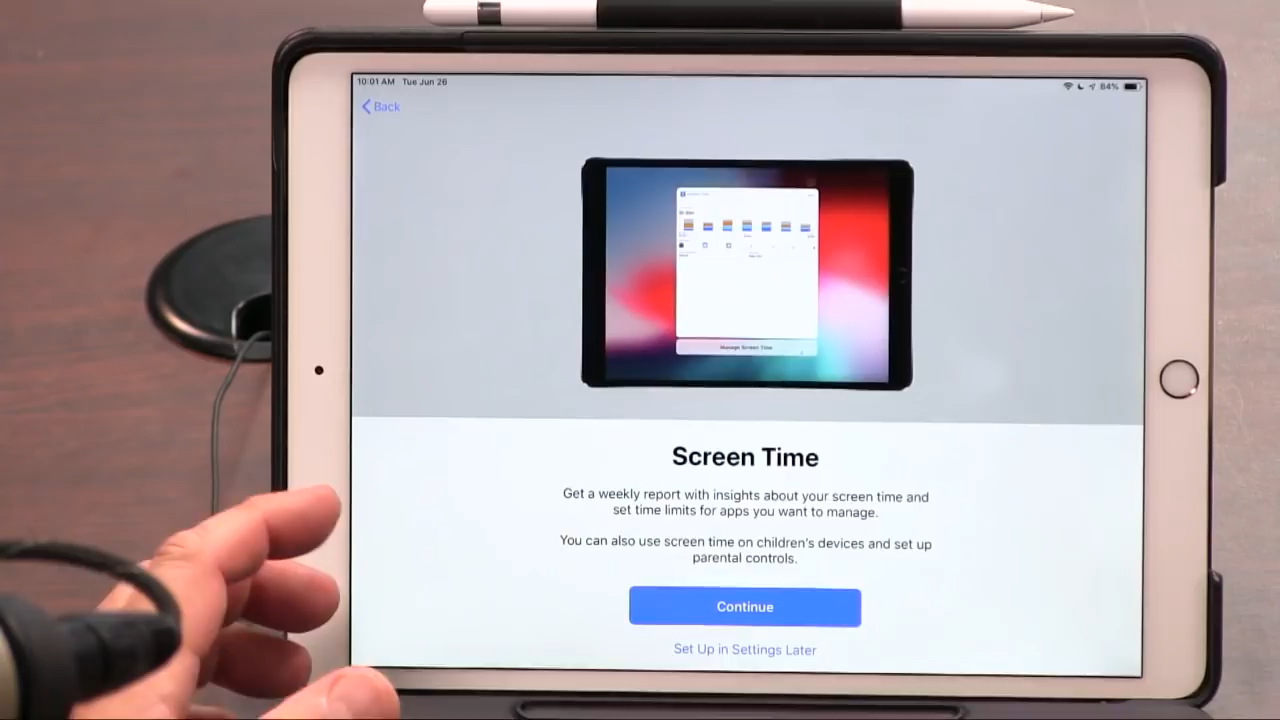 10:01 AM Tue Jun 26
84%
Back
Manage Screen Time
Screen Time
Get a weekly report with insights about your screen time and
set time limits for apps you want to manage.
You can also use screen time on children's devices and set up
parental controls.
Continue
Set Up in Settings Later